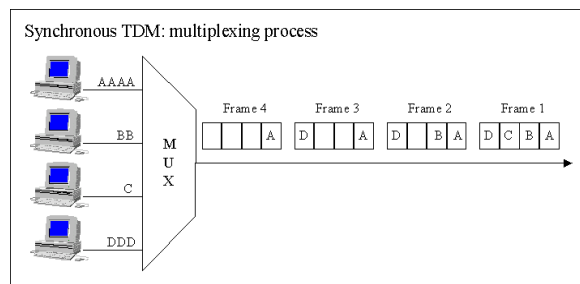 Synchronous TDM: multiplexing process
AAAA
BB
C
DDD
M
U
X
Frame 4 Frame 3 Frame 2 Frame 1
A D A D B A D C B A